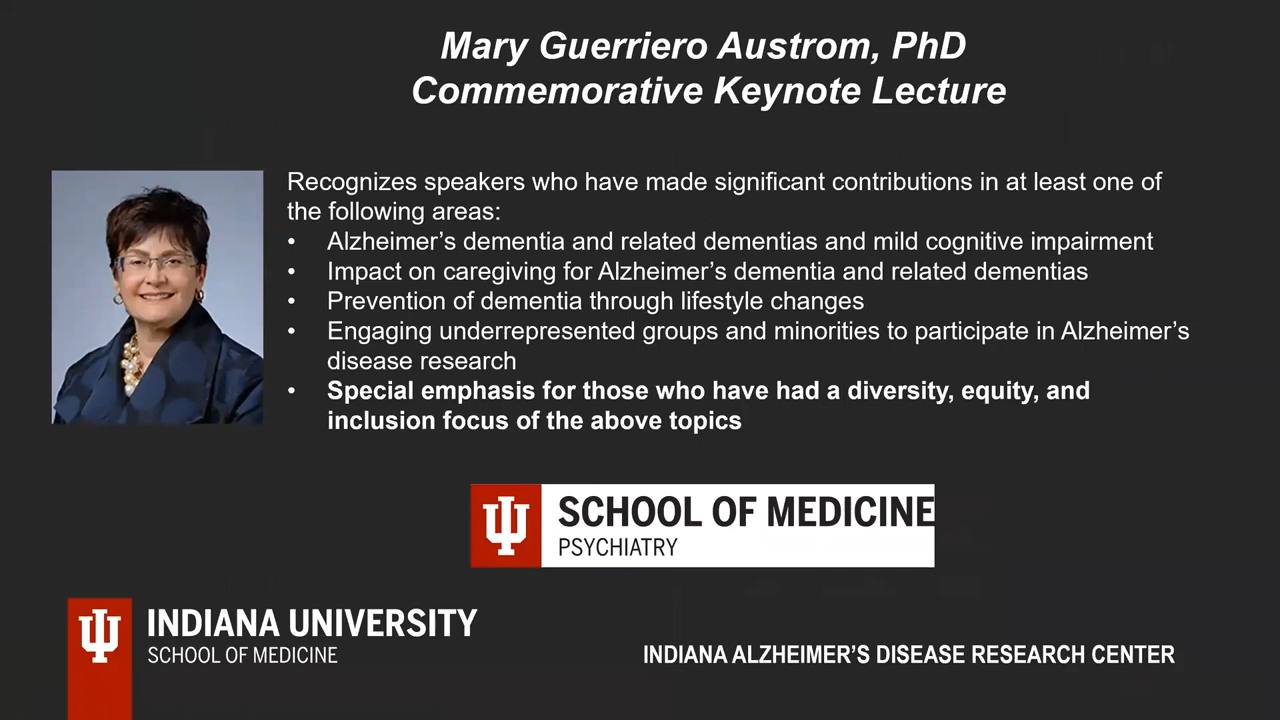 Mary Guerriero Austrom, PhD
Commemorative Keynote Lecture
Recognizes speakers who have made significant contributions in at least one of
the following areas:
• Alzheimer’s dementia and related dementias and mild cognitive impairment
• Impact on caregiving for Alzheimer’s dementia and related dementias
• Prevention of dementia through lifestyle changes
• Engaging underrepresented groups and minorities to participate in Alzheimer’s
disease research
• Special emphasis for those who have had a diversity, equity, and
inclusion focus of the above topics
SCHOOL OF MEDICINE
PSYCHIATRY
INDIANA UNIVERSITY
SCHOOL OF MEDICINE
INDIANA ALZHEIMER’S DISEASE RESEARCH CENTER